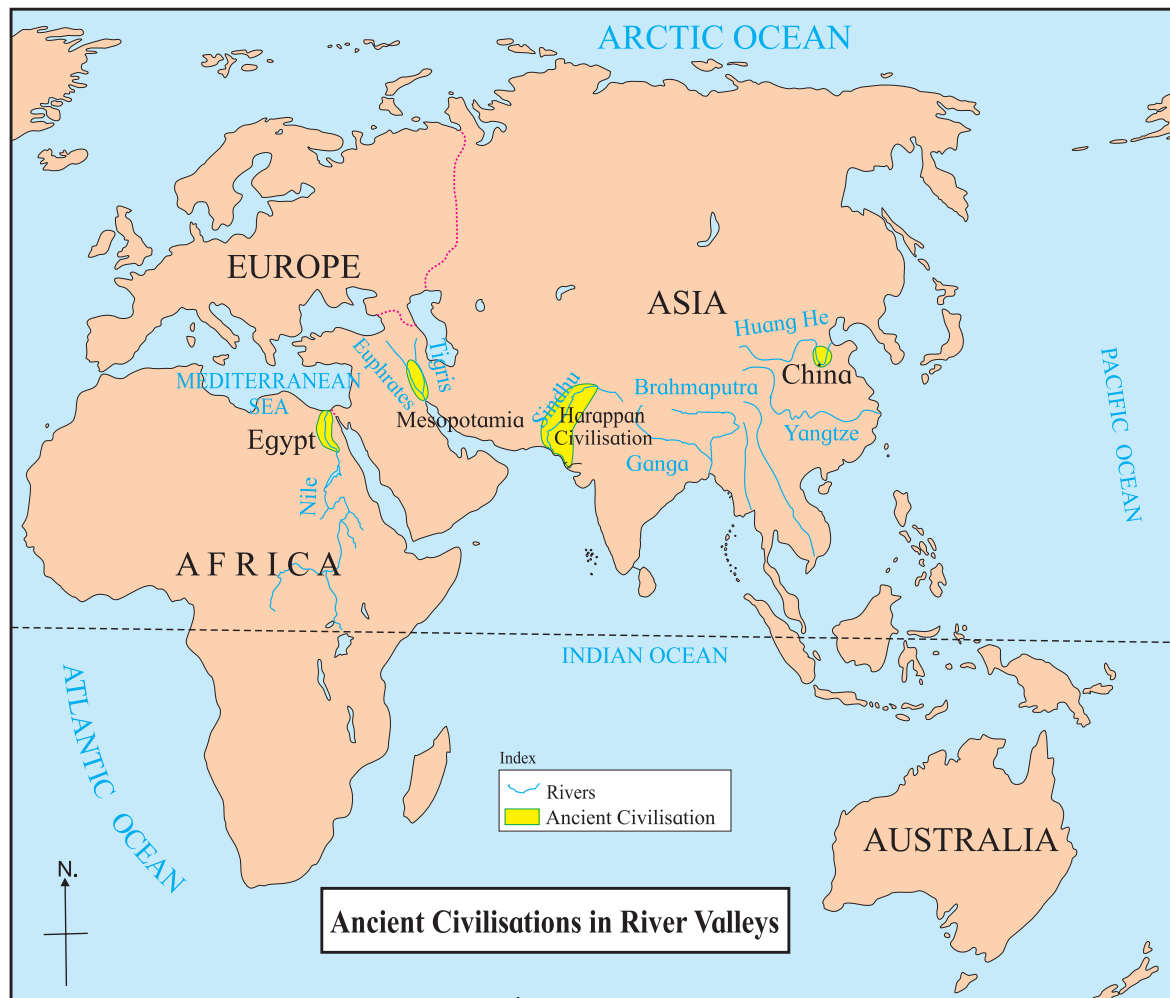 ARCTIC OCEAN
EUROPE
ASIA
Huang He
China
Euphrates
Tigris
MEDITERRANEAN
SEA
Mesopotamia
Sindhu
Harappan
Civilisation
Brahmaputra
Yangtze
Ganga
Egypt
Nile
AFRICA
PACIFIC OCEAN
INDIAN OCEAN
ATLANTIC OCEAN
Index
Rivers
Ancient Civilisation
AUSTRALIA
N.
Ancient Civilisations in River Valleys